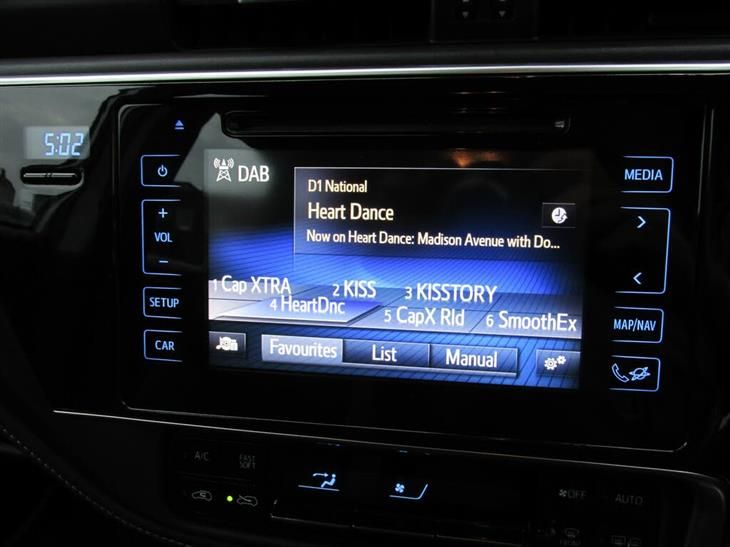 5:02
DAB
MEDIA
D1 National
Heart Dance
Now on Heart Dance: Madison Avenue with Do...
+
VOL
−
>
<
1 Cap XTRA 2 KISS 3 KISSTORY
4 HeartDnc 5 CapX Rld 6 SmoothEx
SETUP
MAP/NAV
CAR
Favourites List Manual
A/C FAST SOFT
OFF AUTO
FRONT